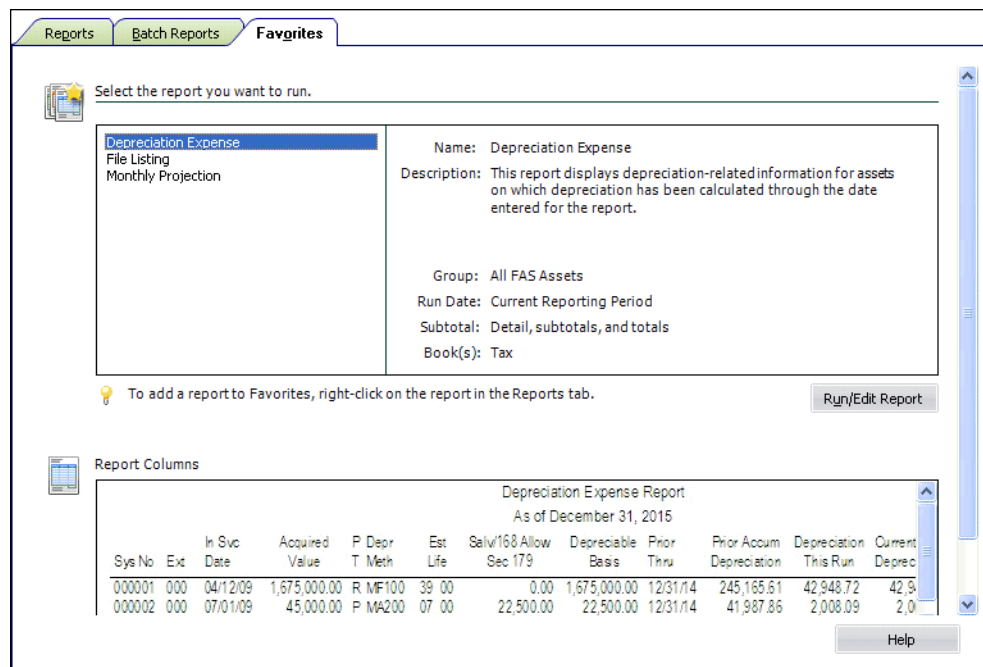 Reports Batch Reports Favorites
Select the report you want to run.
Depreciation Expense
File Listing
Monthly Projection
Name: Depreciation Expense
Description: This report displays depreciation-related information for assets
on which depreciation has been calculated through the date
entered for the report.
Group: All FAS Assets
Run Date: Current Reporting Period
Subtotal: Detail, subtotals, and totals
Book(s): Tax
To add a report to Favorites, right-click on the report in the Reports tab.
Run/Edit Report
Report Columns
Depreciation Expense Report
As of December 31, 2015
In Svc Acquired P Depr Est Salv/168 Allow Depreciable Prior Prior Accum Depreciation Current
Sys No Ext Date Value T Meth Life Sec 179 Basis Thru Depreciation This Run Deprec
000001 000 04/12/09 1,675,000.00 R MF100 39 00 0.00 1,675,000.00 12/31/14 245,165.61 42,948.72 42,9
000002 000 07/01/09 45,000.00 P MA200 07 00 22,500.00 22,500.00 12/31/14 41,987.86 2,008.09 2,0
Help